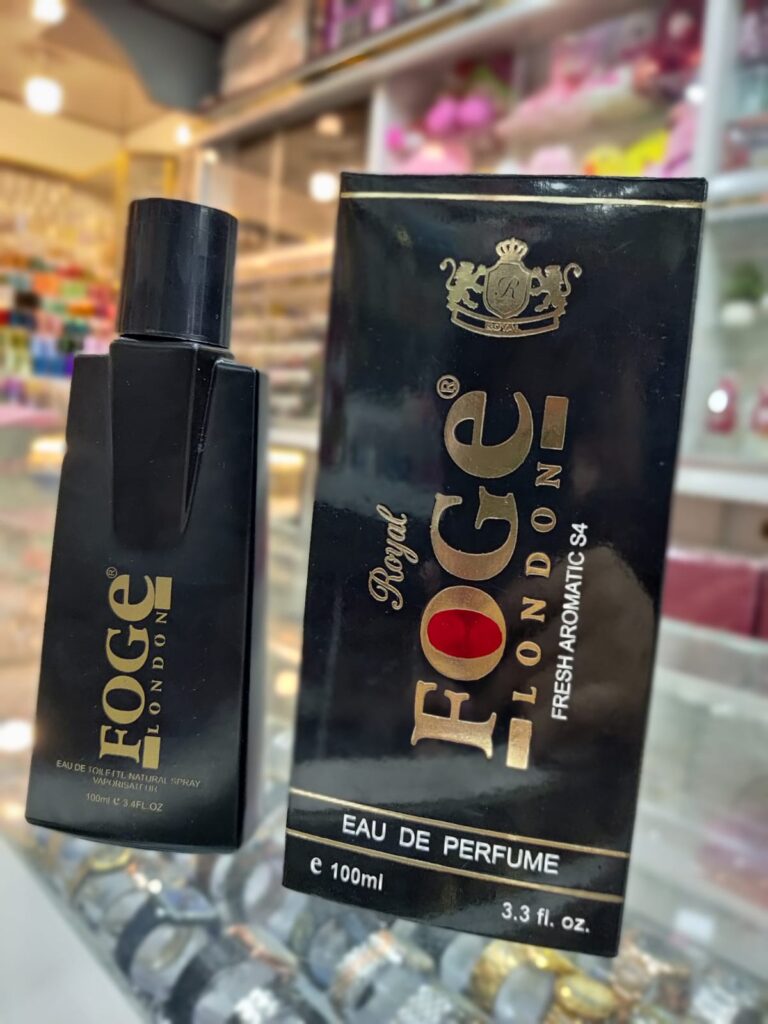 FOGe®
LONDON
EAU DE TOILETTE NATURAL SPRAY
VAPORISATEUR
100ml e 3.4FL.OZ
R
ROYAL
Royal
FOGe®
LONDON
FRESH AROMATIC S4
EAU DE PERFUME
e 100ml
3.3 fl. oz.